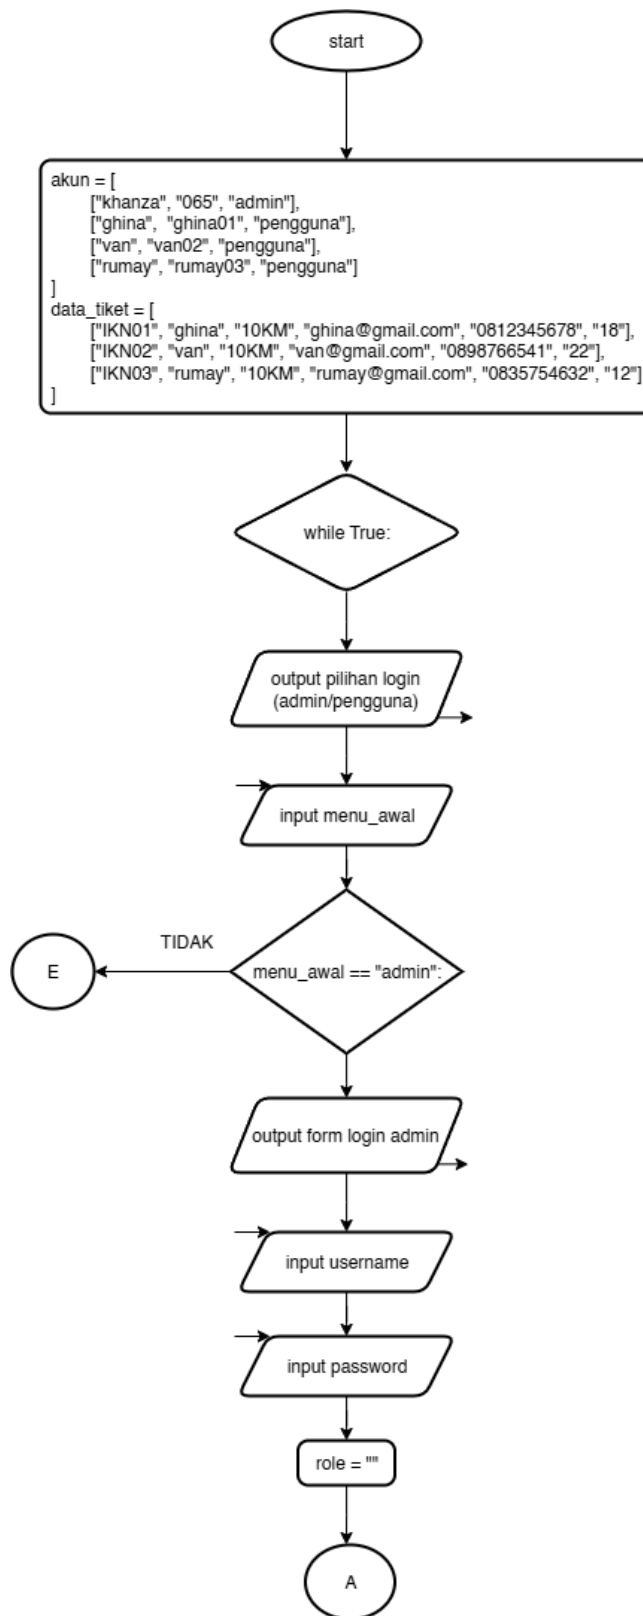 start
akun = [
["khanza", "065", "admin"],
["ghina", "ghina01", "pengguna"],
["van", "van02", "pengguna"],
["rumay", "rumay03", "pengguna"]
]
data_tiket = [
["IKN01", "ghina", "10KM", "ghina@gmail.com", "0812345678", "18"],
["IKN02", "van", "10KM", "van@gmail.com", "0898766541", "22"],
["IKN03", "rumay", "10KM", "rumay@gmail.com", "0835754632", "12"]
]
while True:
output pilihan login
(admin/pengguna)
input menu_awal
TIDAK
E
menu_awal == "admin":
output form login admin
input username
input password
role = ""
A